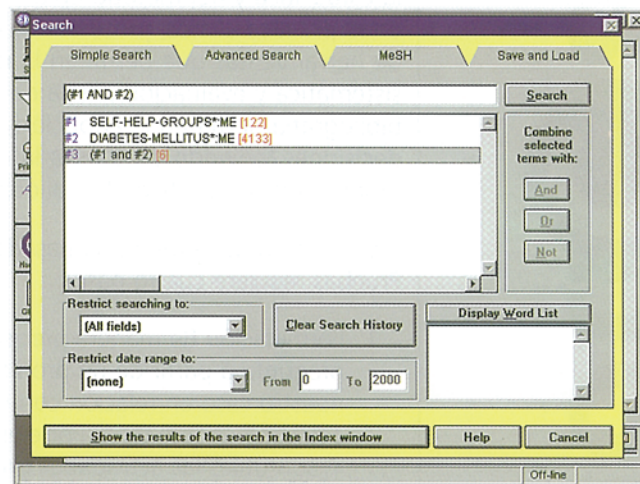 Search
Simple Search Advanced Search MeSH Save and Load
(#1 AND #2) Search
#1 SELF-HELP-GROUPS*:ME [122]
#2 DIABETES-MELLITUS*:ME [4133]
#3 (#1 and #2) [6]
Combine
selected
terms with:
And
Or
Not
Restrict searching to:
(All fields)
Clear Search History
Display Word List
Restrict date range to:
(none) From 0 To 2000
Show the results of the search in the Index window Help Cancel
Off-line